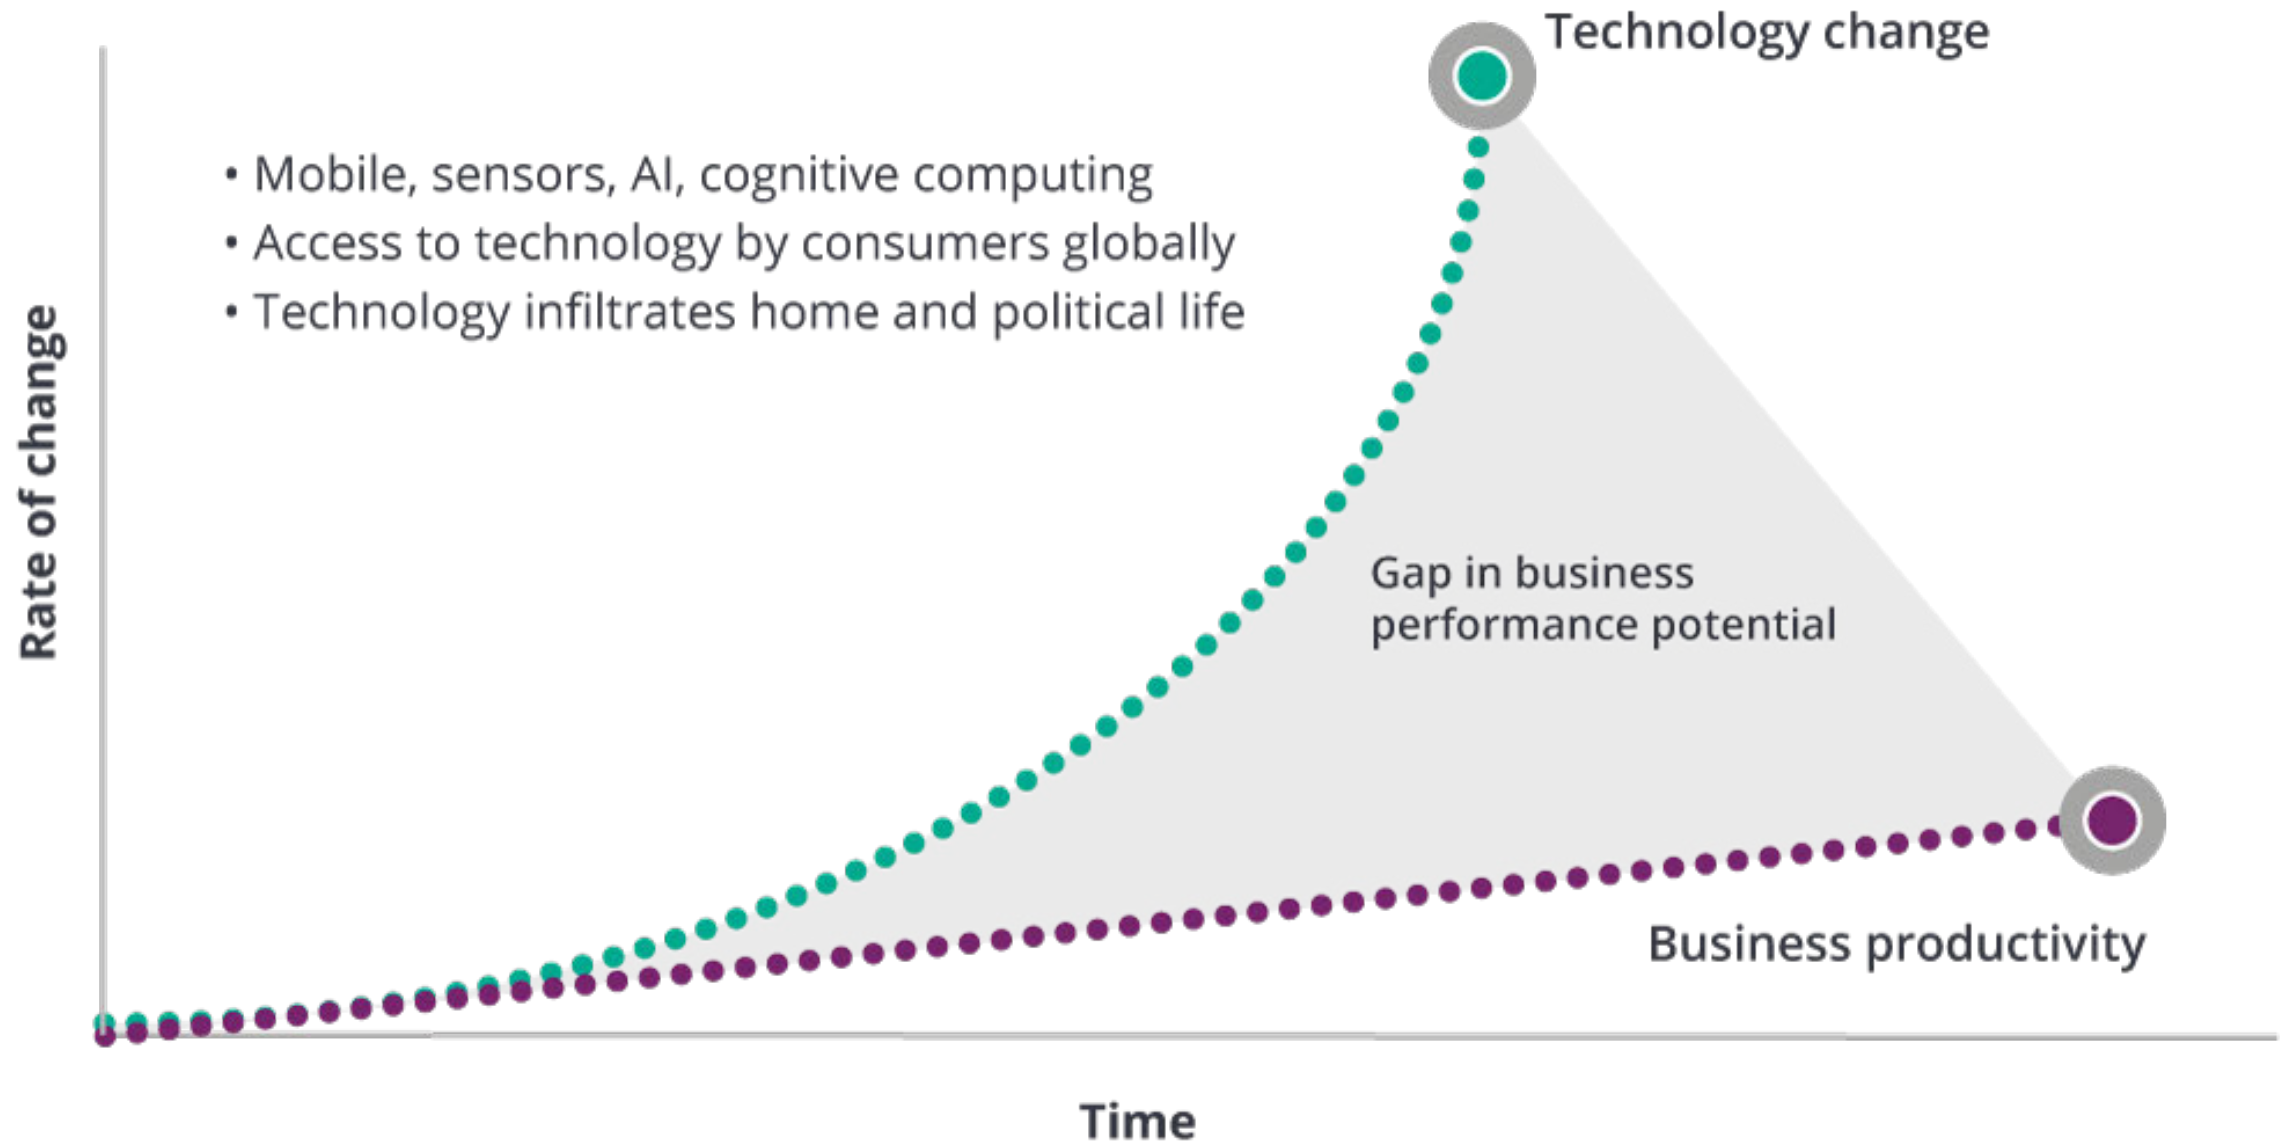 Technology change
• Mobile, sensors, AI, cognitive computing
• Access to technology by consumers globally
• Technology infiltrates home and political life
Rate of change
Gap in business
performance potential
Business productivity
Time